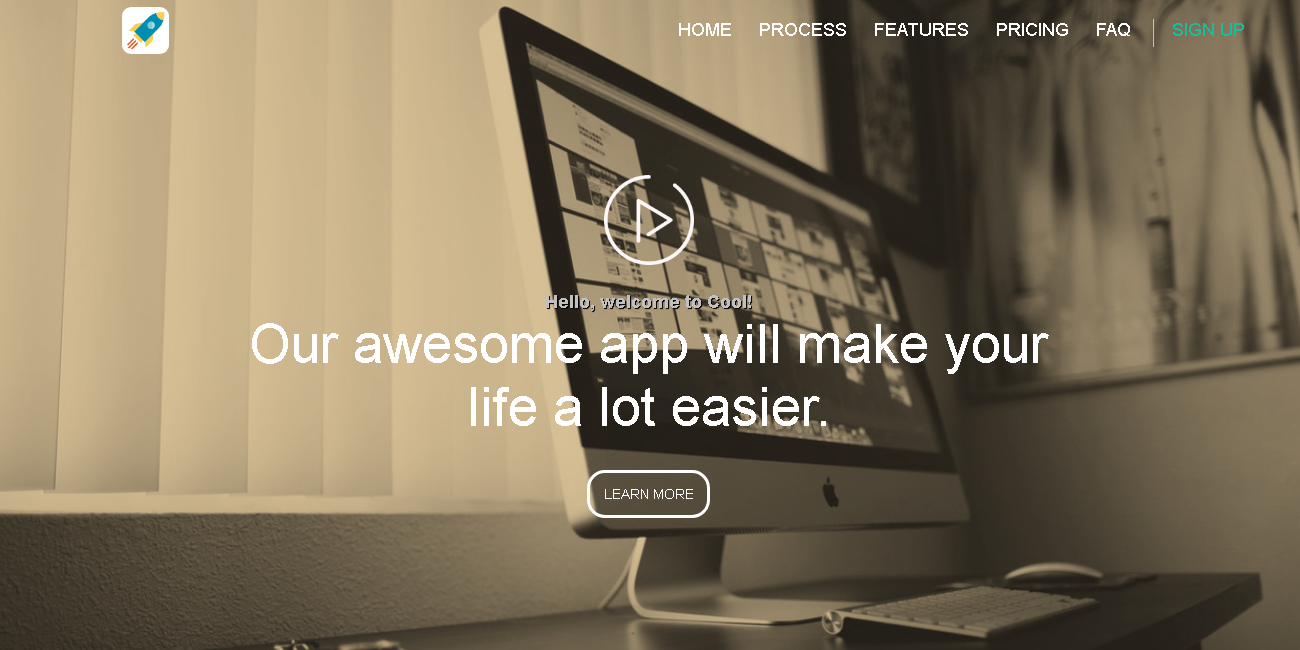 HOME PROCESS FEATURES PRICING FAQ SIGN UP
Hello, welcome to Cool!
Our awesome app will make your
life a lot easier.
LEARN MORE